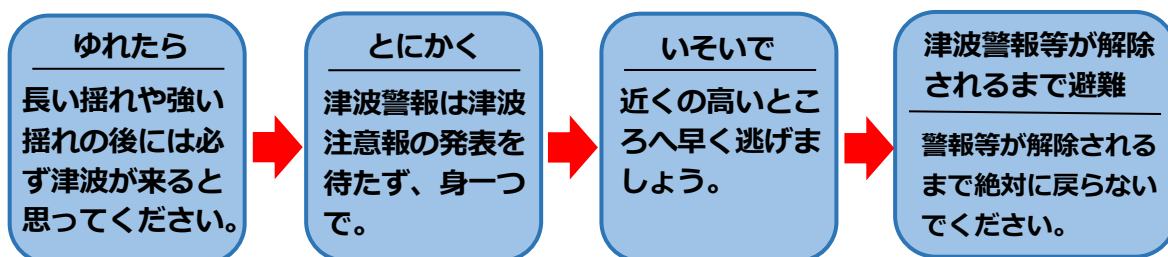 ゆれたら
長い揺れや強い
揺れの後には必
ず津波が来ると
思ってください。
とにかく
津波警報は津波
注意報の発表を
待たず、身一つ
で。
いそいで
近くの高いとこ
ろへ早く逃げま
しょう。
津波警報等が解除
されるまで避難
警報等が解除される
まで絶対に戻らない
でください。